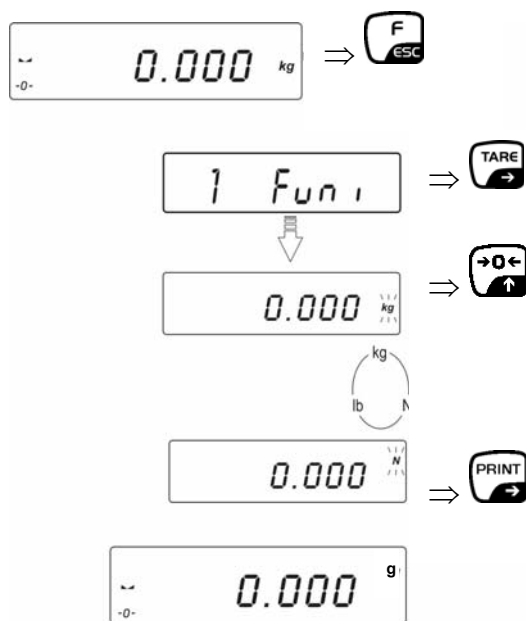 0.000 kg ⇒ F ESC
-0-
1 Funi ⇒ TARE →
0.000 kg ⇒ →0← ↑
kg
lb N
0.000 N ⇒ PRINT →
0.000 g
-0-